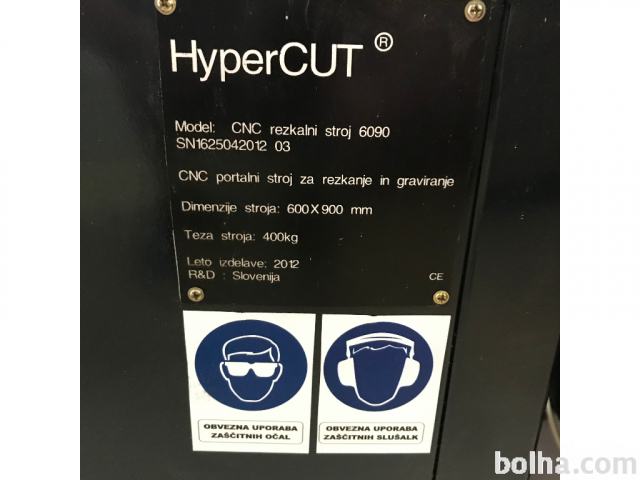 HyperCUT ®
Model: CNC rezkalni stroj 6090
SN1625042012 03
CNC portalni stroj za rezkanje in graviranje
Dimenzije stroja: 600X900 mm
Teza stroja: 400kg
Leto izdelave: 2012
R&D : Slovenija
CE
OBVEZNA UPORABA
ZAŠČITNIH OČAL
OBVEZNA UPORABA
ZAŠČITNIH SLUŠALK
bolha.com